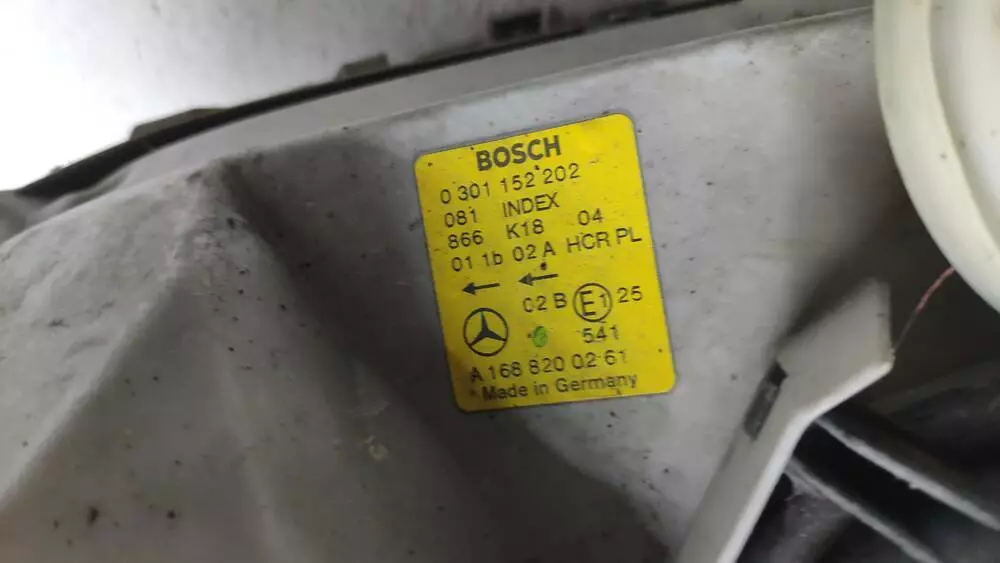 BOSCH
0 301 152 202
081 INDEX
866 K18 04
01 1b 02 A HCR PL
02 B E1 25
541
A 168 820 02 61
Made in Germany